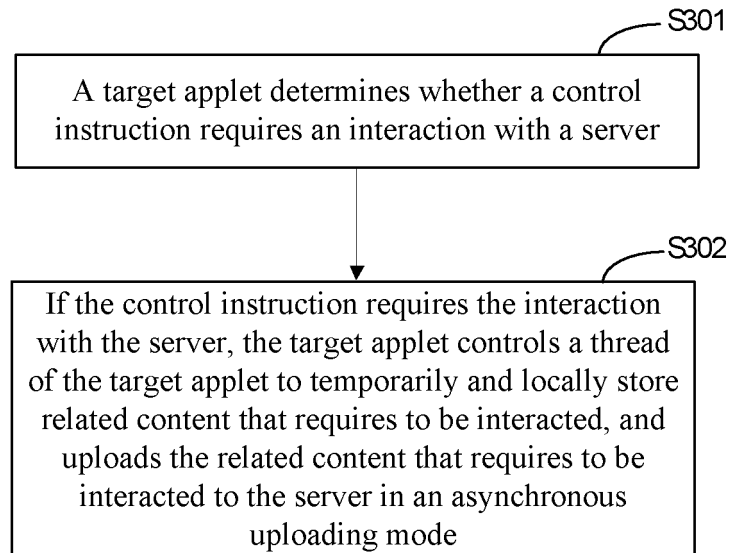 S301
A target applet determines whether a control
instruction requires an interaction with a server
S302
If the control instruction requires the interaction
with the server, the target applet controls a thread
of the target applet to temporarily and locally store
related content that requires to be interacted, and
uploads the related content that requires to be
interacted to the server in an asynchronous
uploading mode